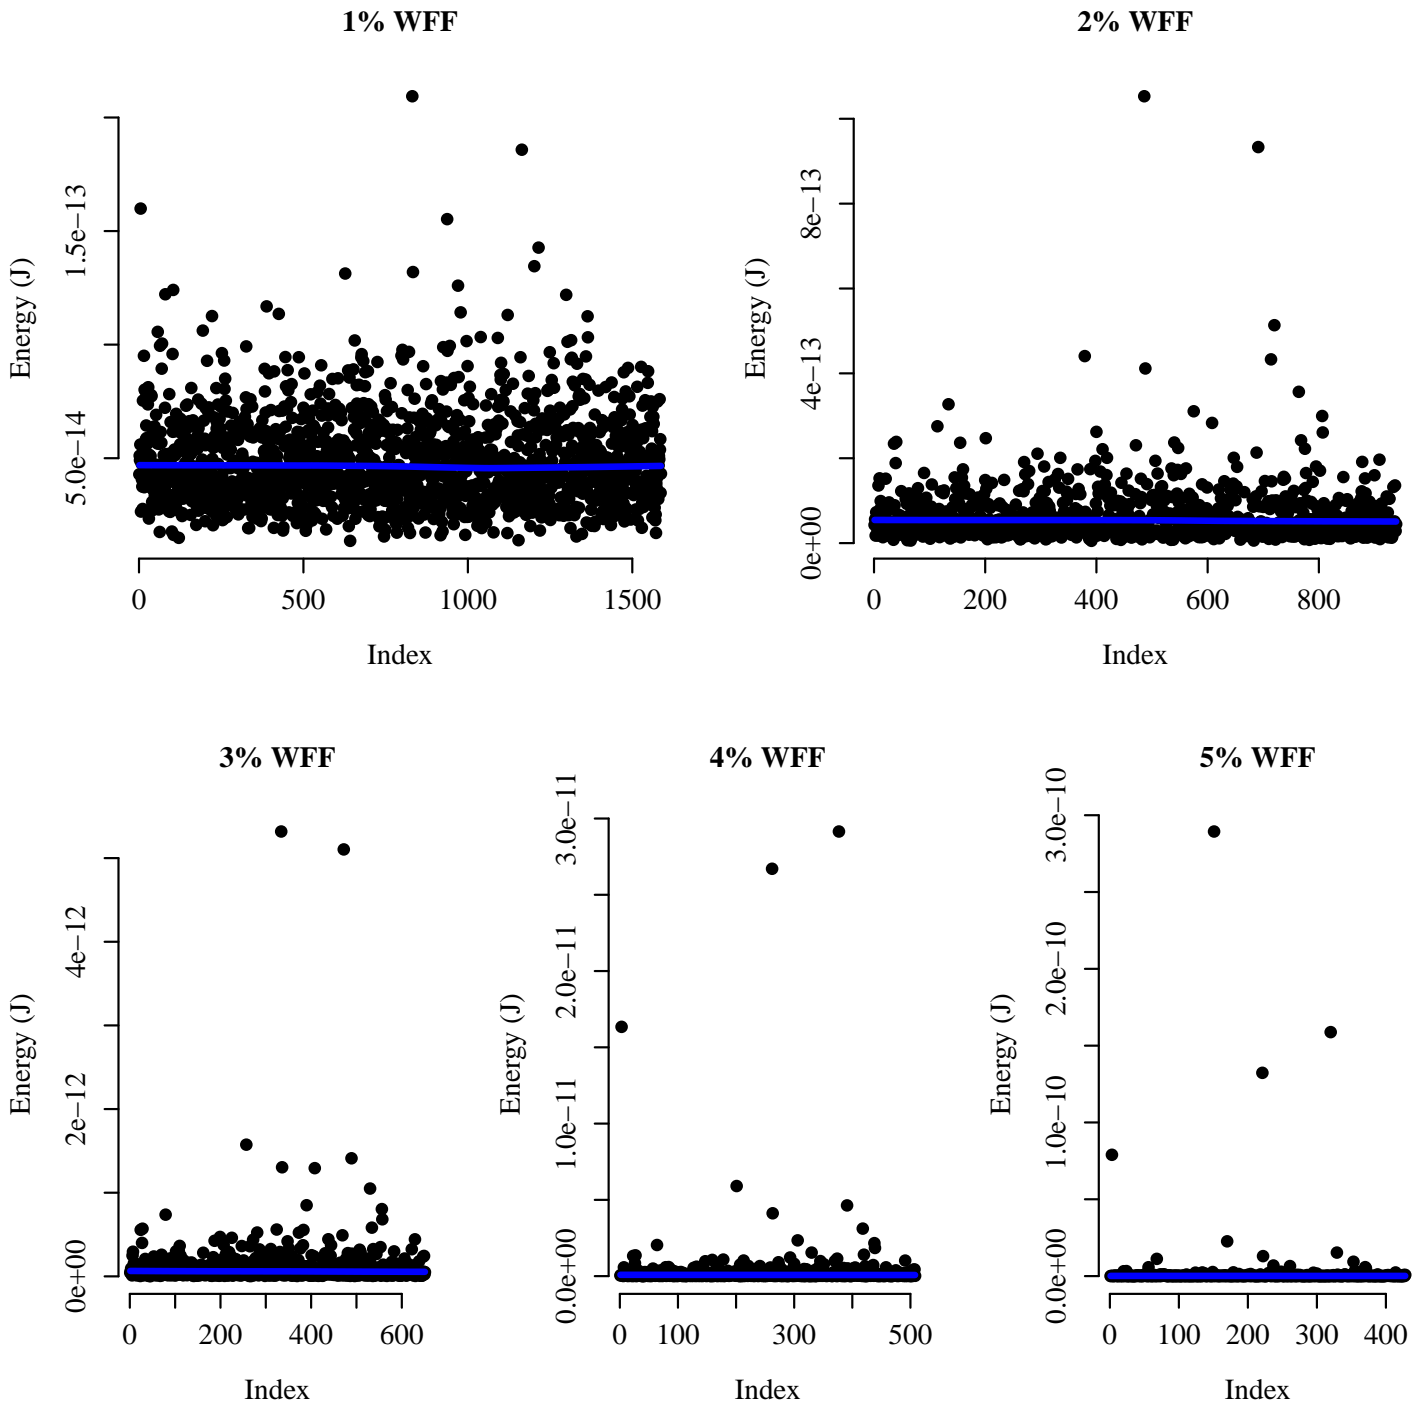 1% WFF
Energy (J)
5.0e−14
1.5e−13
0
500
1000
1500
Index
2% WFF
Energy (J)
0e+00
4e−13
8e−13
0
200
400
600
800
Index
3% WFF
Energy (J)
0e+00
2e−12
4e−12
0
200
400
600
Index
4% WFF
Energy (J)
0.0e+00
1.0e−11
2.0e−11
3.0e−11
0
100
300
500
Index
5% WFF
Energy (J)
0.0e+00
1.0e−10
2.0e−10
3.0e−10
0
100
200
300
400
Index